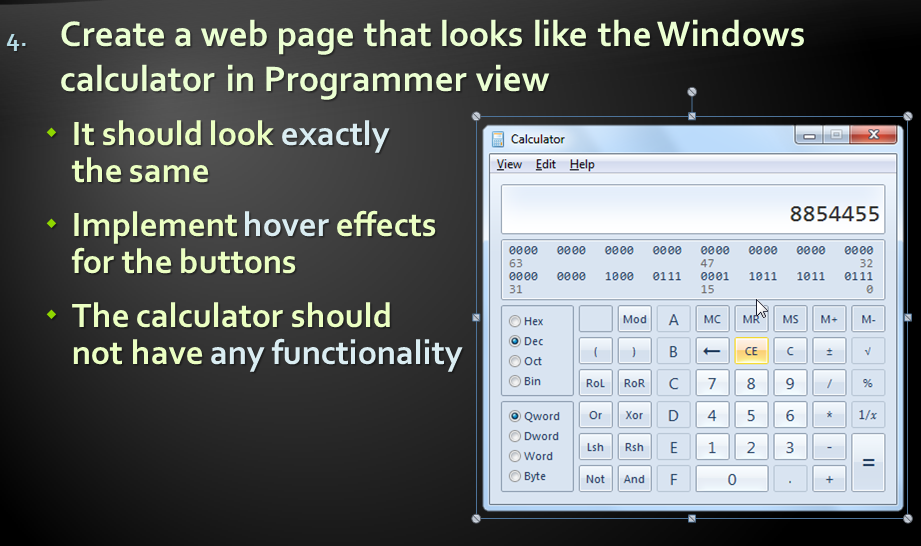 4. Create a web page that looks like the Windows
calculator in Programmer view
It should look exactly
the same
Implement hover effects
for the buttons
The calculator should
not have any functionality
Calculator
View Edit Help
8854455
0000 0000 0000 0000 0000 0000 0000 0000
63 47 32
0000 0000 1000 0111 0001 1011 1011 0111
31 15 0
Hex
Dec
Oct
Bin
Qword
Dword
Word
Byte
Mod A MC MR MS M+ M-
( ) B ← CE C ± √
RoL RoR C 7 8 9 / %
Or Xor D 4 5 6 * 1/x
Lsh Rsh E 1 2 3 - =
Not And F 0 . +